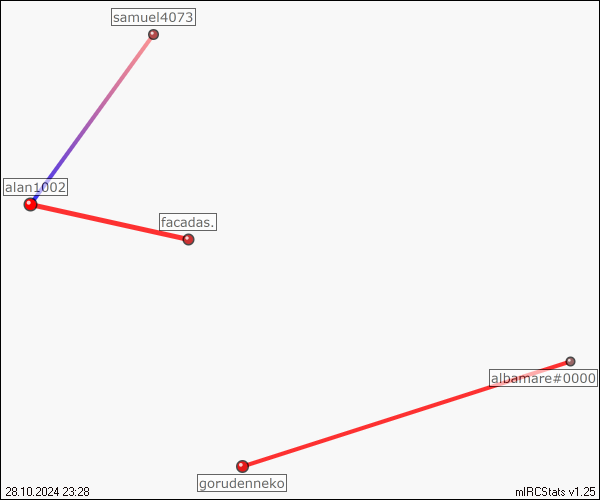 samuel4073
alan1002
facadas.
albamare#0000
gorudenneko
28.10.2024 23:28
mIRCStats v1.25